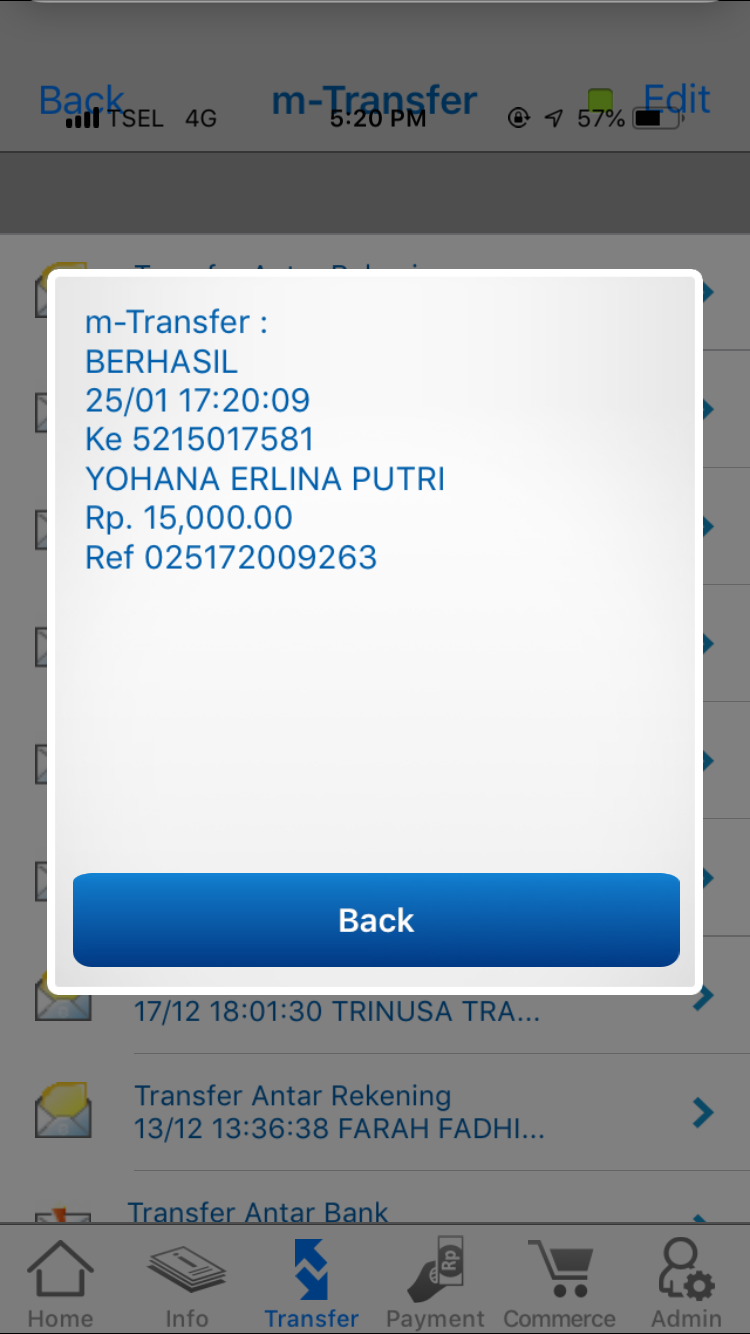 Back m-Transfer Edit
TSEL 4G 5:20 PM 57%
m-Transfer :
BERHASIL
25/01 17:20:09
Ke 5215017581
YOHANA ERLINA PUTRI
Rp. 15,000.00
Ref 025172009263
Back
17/12 18:01:30 TRINUSA TRA...
Transfer Antar Rekening
13/12 13:36:38 FARAH FADHI...
Transfer Antar Bank
Rp
Home Info Transfer Payment Commerce Admin